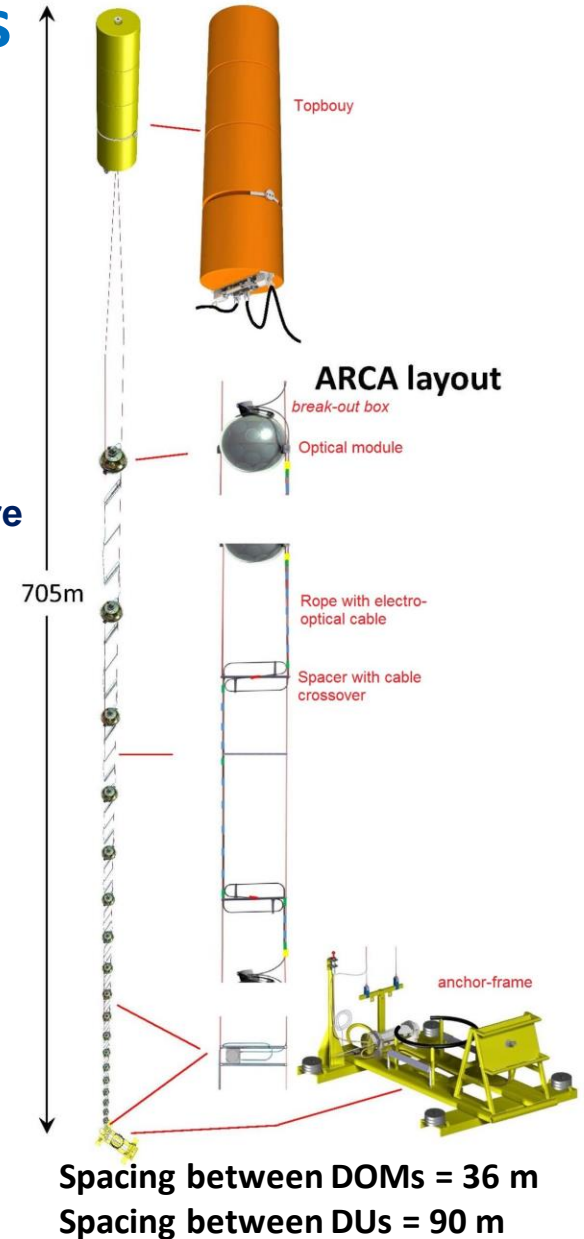 S
Topbouy
ARCA layout
break-out box
Optical module
re
705m
Rope with electro-
optical cable
Spacer with cable
crossover
anchor-frame
Spacing between DOMs = 36 m
Spacing between DUs = 90 m